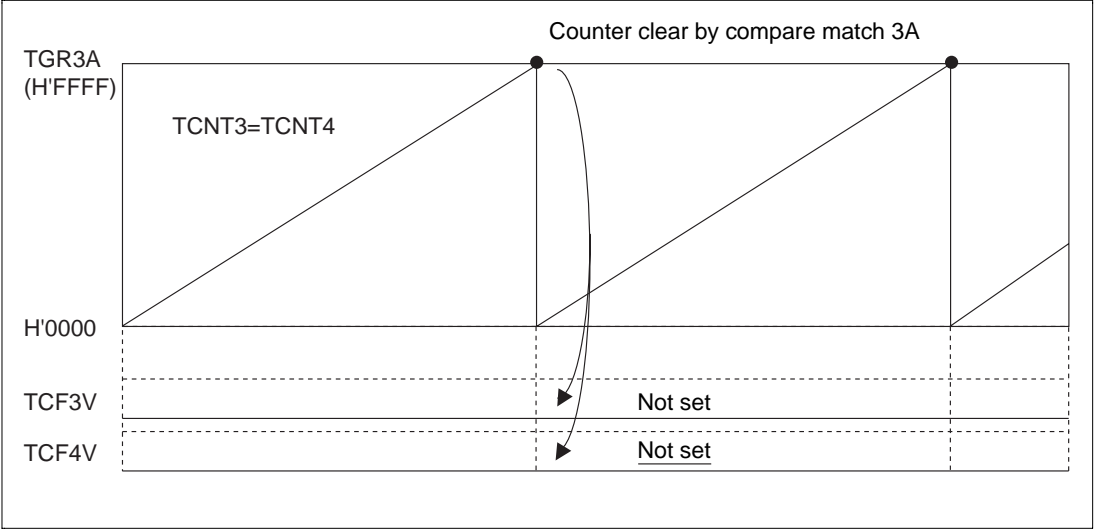 Counter clear by compare match 3A
TGR3A
(H'FFFF)
TCNT3=TCNT4
H'0000
TCF3V
Not set
TCF4V
Not set